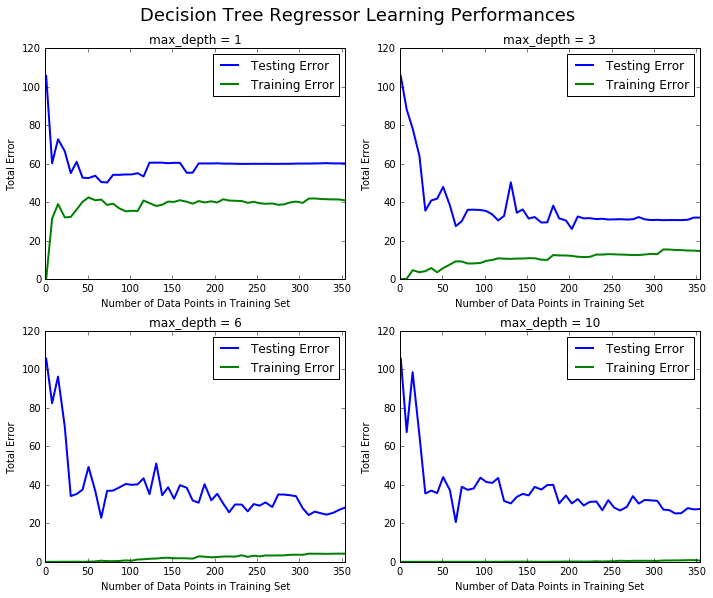 Decision Tree Regressor Learning Performances
max_depth = 1
120
100
80
60
40
20
0
Total Error
Testing Error
Training Error
0 50 100 150 200 250 300 350
Number of Data Points in Training Set
max_depth = 3
120
100
80
60
40
20
0
Total Error
Testing Error
Training Error
0 50 100 150 200 250 300 350
Number of Data Points in Training Set
max_depth = 6
120
100
80
60
40
20
0
Total Error
Testing Error
Training Error
0 50 100 150 200 250 300 350
Number of Data Points in Training Set
max_depth = 10
120
100
80
60
40
20
0
Total Error
Testing Error
Training Error
0 50 100 150 200 250 300 350
Number of Data Points in Training Set